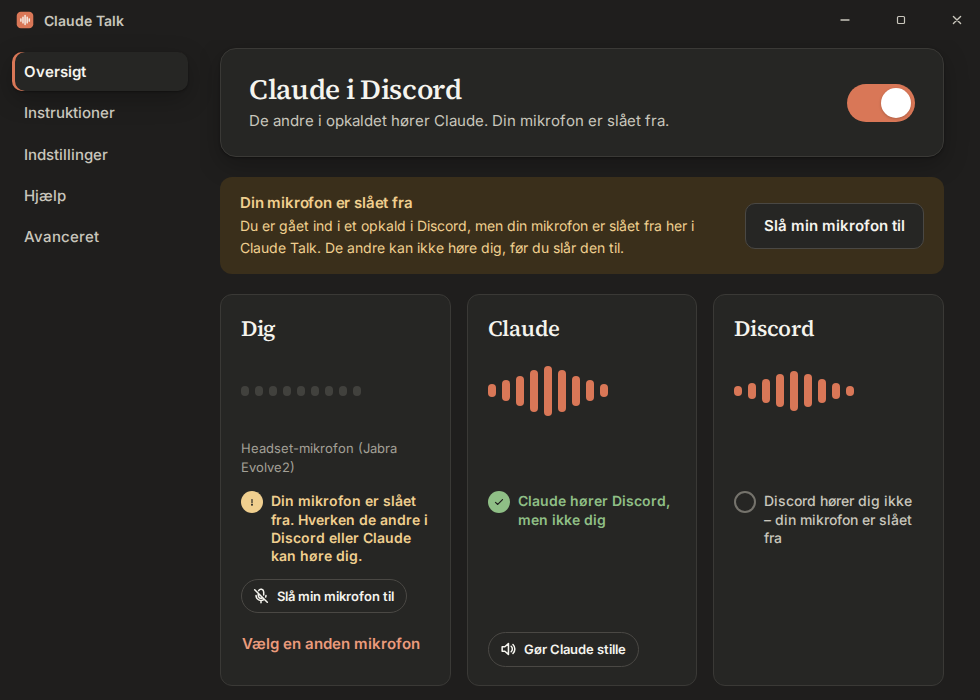 Claude Talk
Oversigt
Instruktioner
Indstillinger
Hjælp
Avanceret
Claude i Discord
De andre i opkaldet hører Claude. Din mikrofon er slået fra.
Din mikrofon er slået fra
Du er gået ind i et opkald i Discord, men din mikrofon er slået fra her i
Claude Talk. De andre kan ikke høre dig, før du slår den til.
Slå min mikrofon til
Dig
Headset-mikrofon (Jabra
Evolve2)
Din mikrofon er slået
fra. Hverken de andre i
Discord eller Claude
kan høre dig.
Slå min mikrofon til
Vælg en anden mikrofon
Claude
Claude hører Discord,
men ikke dig
Gør Claude stille
Discord
Discord hører dig ikke
– din mikrofon er slået
fra